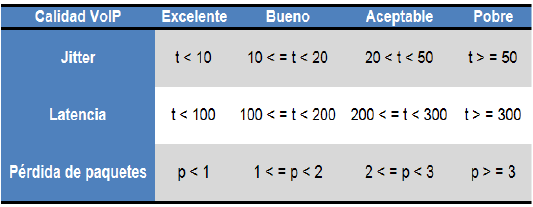 Calidad VoIP Excelente Bueno Aceptable Pobre
Jitter t < 10 10 < = t < 20 20 < t < 50 t > = 50
Latencia t < 100 100 < = t < 200 200 < = t < 300 t > = 300
Pérdida de paquetes p < 1 1 < = p < 2 2 < = p < 3 p > = 3